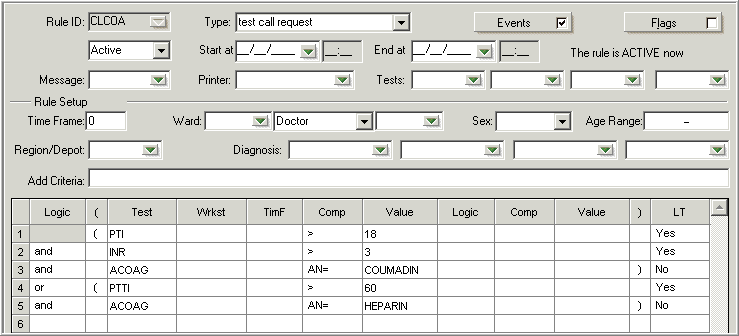 Rule ID: CLCOA Type: test call request Events Flags
Active Start at __/__/____ __:__ End at __/__/____ __:__ The rule is ACTIVE now
Message: Printer: Tests:
Rule Setup
Time Frame: 0 Ward: Doctor Sex: Age Range: –
Region/Depot: Diagnosis:
Add Criteria:
Logic ( Test Wrkst TimF Comp Value Logic Comp Value ) LT
1 ( PTI > 18 Yes
2 and INR > 3 Yes
3 and ACOAG AN= COUMADIN ) No
4 or ( PTTI > 60 Yes
5 and ACOAG AN= HEPARIN ) No
6